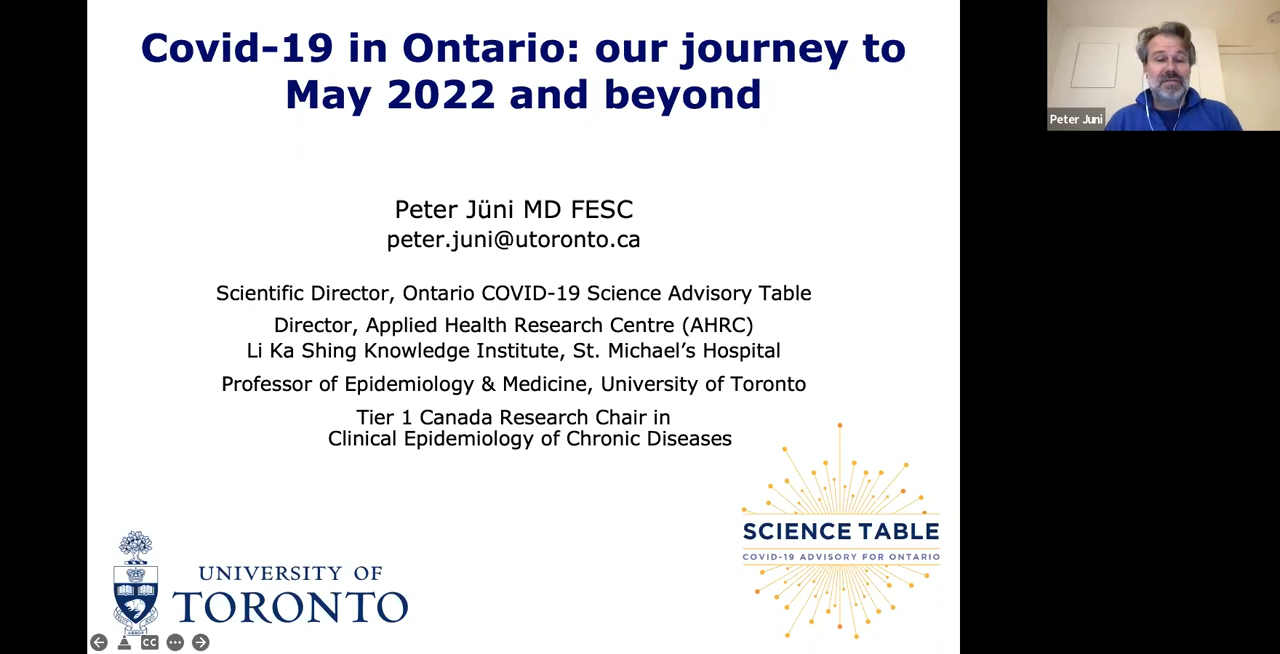 Covid-19 in Ontario: our journey to
May 2022 and beyond
Peter Juni
Peter Jüni MD FESC
peter.juni@utoronto.ca
Scientific Director, Ontario COVID-19 Science Advisory Table
Director, Applied Health Research Centre (AHRC)
Li Ka Shing Knowledge Institute, St. Michael’s Hospital
Professor of Epidemiology & Medicine, University of Toronto
Tier 1 Canada Research Chair in
Clinical Epidemiology of Chronic Diseases
SCIENCE TABLE
COVID-19 ADVISORY FOR ONTARIO
UNIVERSITY OF
TORONTO
CC